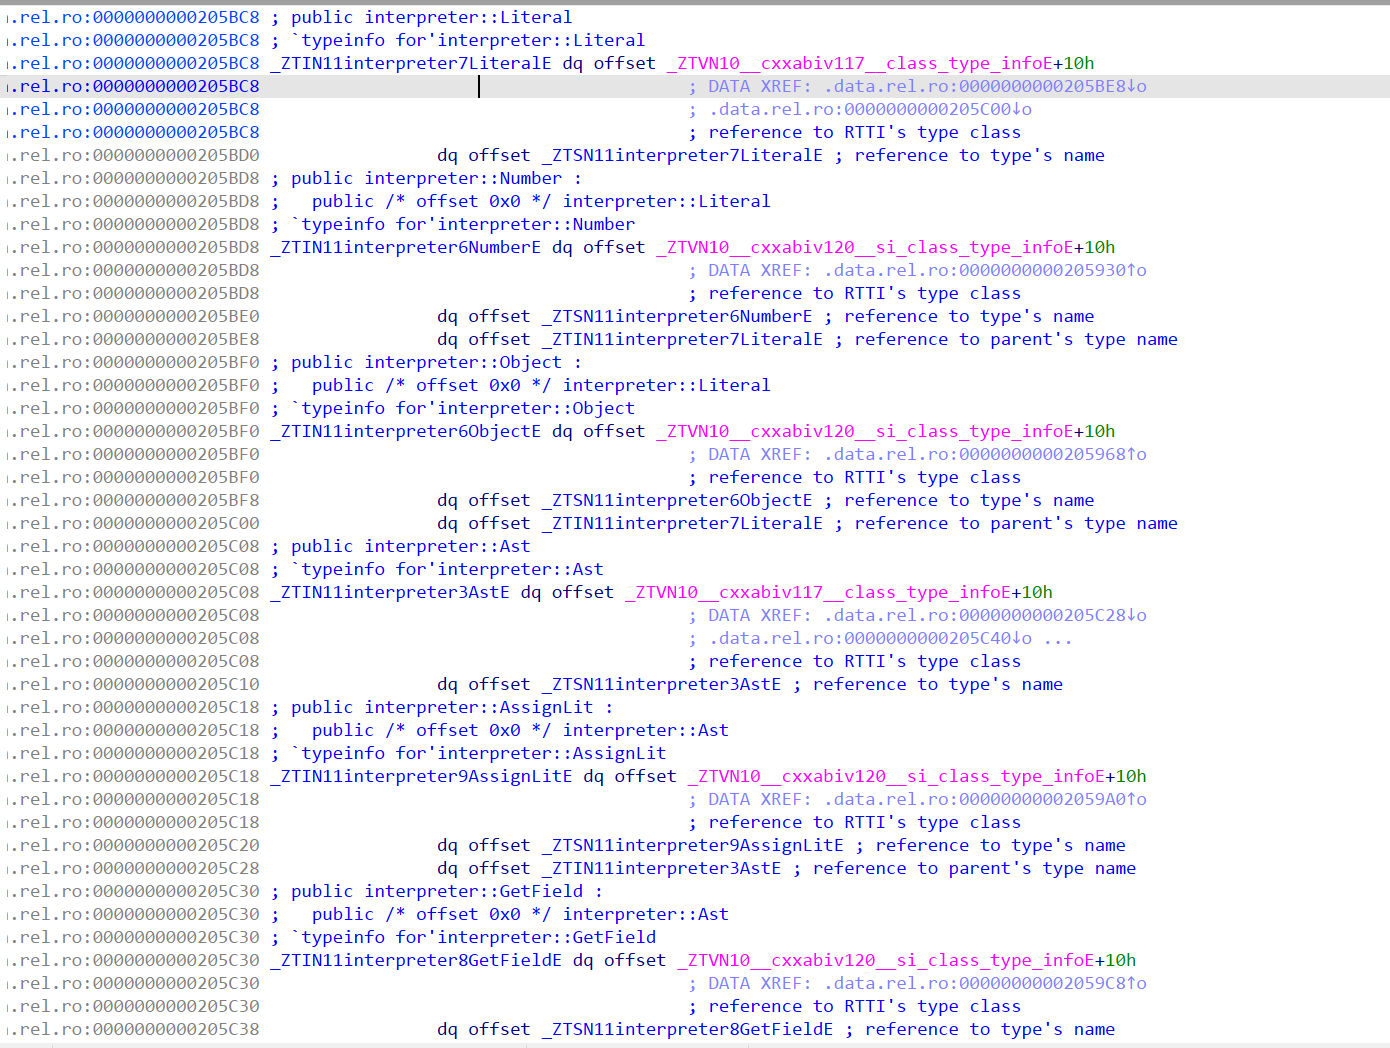 .rel.ro:0000000000205BC8 ; public interpreter::Literal
.rel.ro:0000000000205BC8 ; `typeinfo for'interpreter::Literal
.rel.ro:0000000000205BC8 _ZTIN11interpreter7LiteralE dq offset _ZTVN10__cxxabiv117__class_type_infoE+10h
.rel.ro:0000000000205BC8 ; DATA XREF: .data.rel.ro:0000000000205BE8↓o
.rel.ro:0000000000205BC8 ; .data.rel.ro:0000000000205C00↓o
.rel.ro:0000000000205BC8 ; reference to RTTI's type class
.rel.ro:0000000000205BD0 dq offset _ZTSN11interpreter7LiteralE ; reference to type's name
.rel.ro:0000000000205BD8 ; public interpreter::Number :
.rel.ro:0000000000205BD8 ;   public /* offset 0x0 */ interpreter::Literal
.rel.ro:0000000000205BD8 ; `typeinfo for'interpreter::Number
.rel.ro:0000000000205BD8 _ZTIN11interpreter6NumberE dq offset _ZTVN10__cxxabiv120__si_class_type_infoE+10h
.rel.ro:0000000000205BD8 ; DATA XREF: .data.rel.ro:0000000000205930↑o
.rel.ro:0000000000205BD8 ; reference to RTTI's type class
.rel.ro:0000000000205BE0 dq offset _ZTSN11interpreter6NumberE ; reference to type's name
.rel.ro:0000000000205BE8 dq offset _ZTIN11interpreter7LiteralE ; reference to parent's type name
.rel.ro:0000000000205BF0 ; public interpreter::Object :
.rel.ro:0000000000205BF0 ;   public /* offset 0x0 */ interpreter::Literal
.rel.ro:0000000000205BF0 ; `typeinfo for'interpreter::Object
.rel.ro:0000000000205BF0 _ZTIN11interpreter6ObjectE dq offset _ZTVN10__cxxabiv120__si_class_type_infoE+10h
.rel.ro:0000000000205BF0 ; DATA XREF: .data.rel.ro:0000000000205968↑o
.rel.ro:0000000000205BF0 ; reference to RTTI's type class
.rel.ro:0000000000205BF8 dq offset _ZTSN11interpreter6ObjectE ; reference to type's name
.rel.ro:0000000000205C00 dq offset _ZTIN11interpreter7LiteralE ; reference to parent's type name
.rel.ro:0000000000205C08 ; public interpreter::Ast
.rel.ro:0000000000205C08 ; `typeinfo for'interpreter::Ast
.rel.ro:0000000000205C08 _ZTIN11interpreter3AstE dq offset _ZTVN10__cxxabiv117__class_type_infoE+10h
.rel.ro:0000000000205C08 ; DATA XREF: .data.rel.ro:0000000000205C28↓o
.rel.ro:0000000000205C08 ; .data.rel.ro:0000000000205C40↓o ...
.rel.ro:0000000000205C08 ; reference to RTTI's type class
.rel.ro:0000000000205C10 dq offset _ZTSN11interpreter3AstE ; reference to type's name
.rel.ro:0000000000205C18 ; public interpreter::AssignLit :
.rel.ro:0000000000205C18 ;   public /* offset 0x0 */ interpreter::Ast
.rel.ro:0000000000205C18 ; `typeinfo for'interpreter::AssignLit
.rel.ro:0000000000205C18 _ZTIN11interpreter9AssignLitE dq offset _ZTVN10__cxxabiv120__si_class_type_infoE+10h
.rel.ro:0000000000205C18 ; DATA XREF: .data.rel.ro:00000000002059A0↑o
.rel.ro:0000000000205C18 ; reference to RTTI's type class
.rel.ro:0000000000205C20 dq offset _ZTSN11interpreter9AssignLitE ; reference to type's name
.rel.ro:0000000000205C28 dq offset _ZTIN11interpreter3AstE ; reference to parent's type name
.rel.ro:0000000000205C30 ; public interpreter::GetField :
.rel.ro:0000000000205C30 ;   public /* offset 0x0 */ interpreter::Ast
.rel.ro:0000000000205C30 ; `typeinfo for'interpreter::GetField
.rel.ro:0000000000205C30 _ZTIN11interpreter8GetFieldE dq offset _ZTVN10__cxxabiv120__si_class_type_infoE+10h
.rel.ro:0000000000205C30 ; DATA XREF: .data.rel.ro:00000000002059C8↑o
.rel.ro:0000000000205C30 ; reference to RTTI's type class
.rel.ro:0000000000205C38 dq offset _ZTSN11interpreter8GetFieldE ; reference to type's name